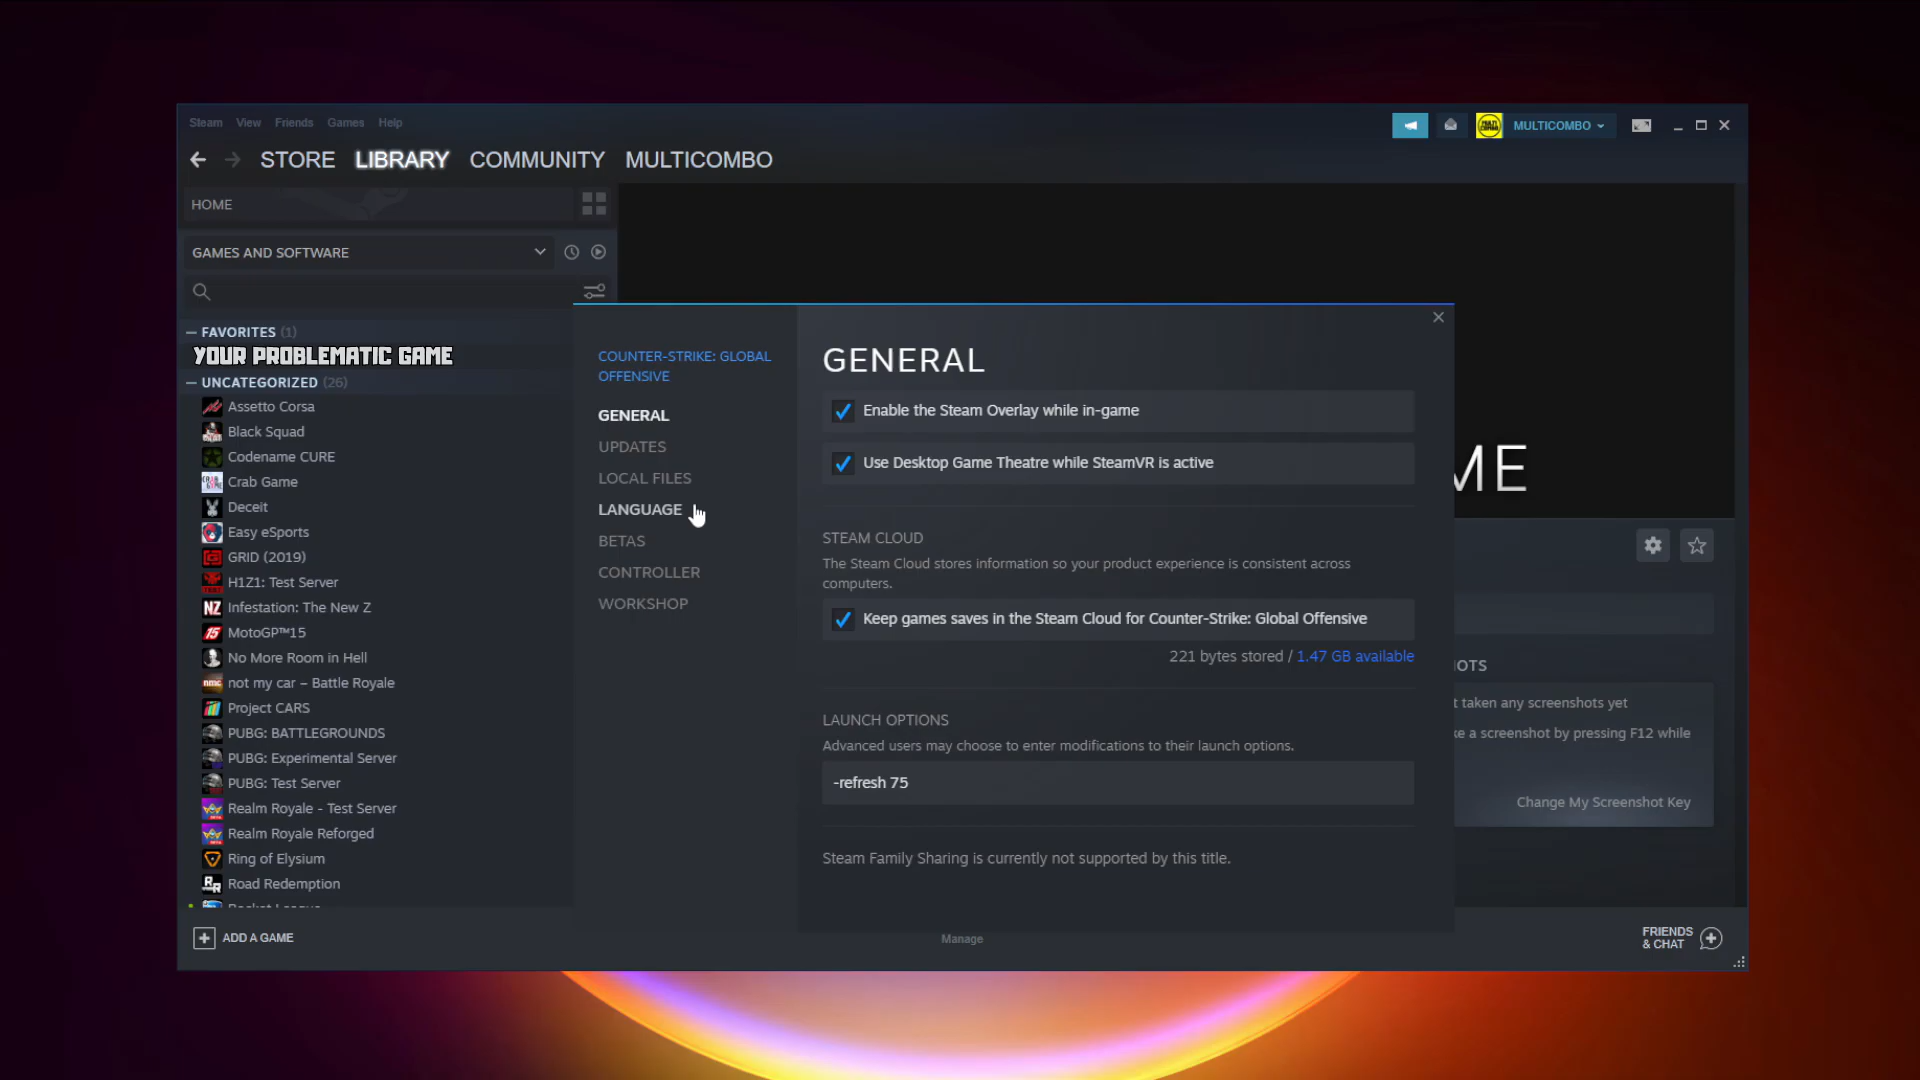 Steam View Friends Games Help
MULTICOMBO
STORE LIBRARY COMMUNITY MULTICOMBO
HOME
GAMES AND SOFTWARE
FAVORITES (1)
YOUR PROBLEMATIC GAME
UNCATEGORIZED (26)
Assetto Corsa
Black Squad
Codename CURE
Crab Game
Deceit
Easy eSports
GRID (2019)
H1Z1: Test Server
Infestation: The New Z
MotoGP™15
No More Room in Hell
not my car – Battle Royale
Project CARS
PUBG: BATTLEGROUNDS
PUBG: Experimental Server
PUBG: Test Server
Realm Royale - Test Server
Realm Royale Reforged
Ring of Elysium
Road Redemption
ADD A GAME
COUNTER-STRIKE: GLOBAL
OFFENSIVE
GENERAL
UPDATES
LOCAL FILES
LANGUAGE
BETAS
CONTROLLER
WORKSHOP
GENERAL
Enable the Steam Overlay while in-game
Use Desktop Game Theatre while SteamVR is active
STEAM CLOUD
The Steam Cloud stores information so your product experience is consistent across
computers.
Keep games saves in the Steam Cloud for Counter-Strike: Global Offensive
221 bytes stored / 1.47 GB available
LAUNCH OPTIONS
Advanced users may choose to enter modifications to their launch options.
-refresh 75
Steam Family Sharing is currently not supported by this title.
Manage
ME
OTS
t taken any screenshots yet
ke a screenshot by pressing F12 while
Change My Screenshot Key
FRIENDS
& CHAT